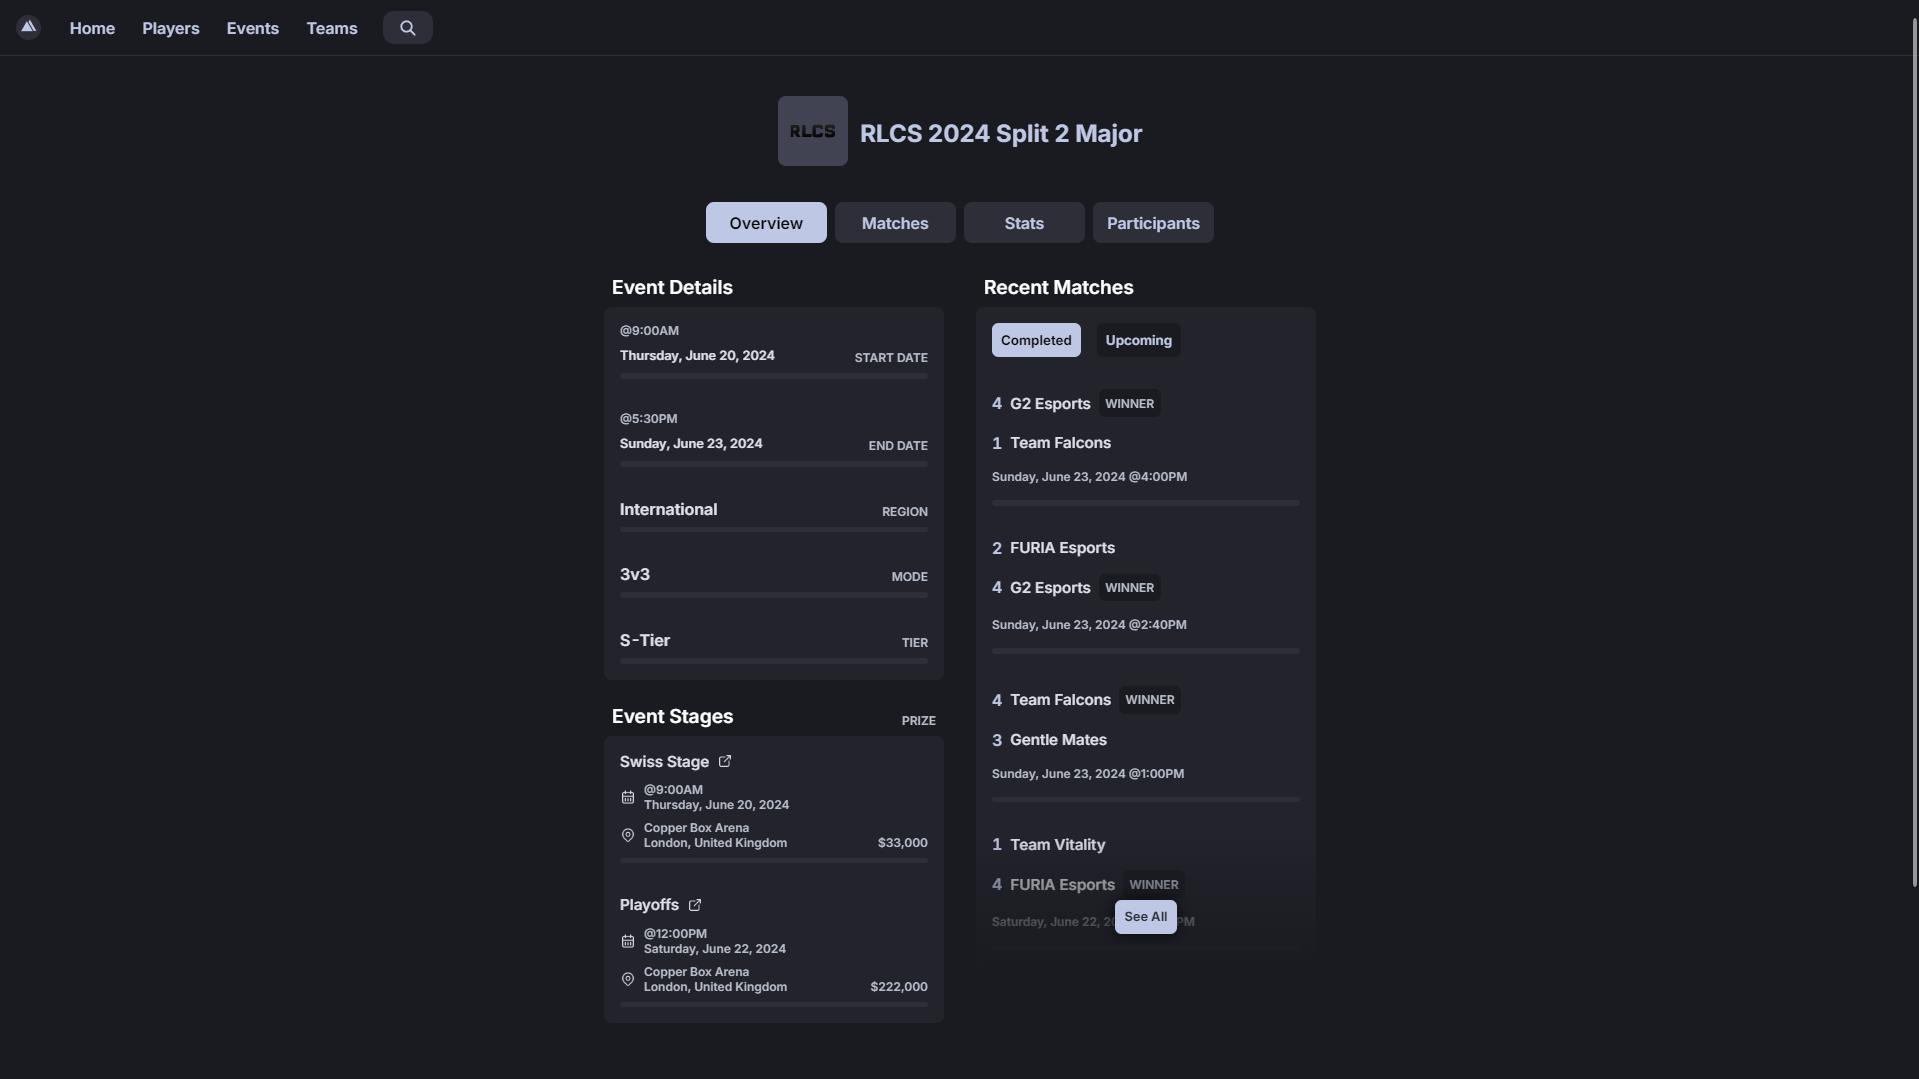 Home Players Events Teams
RLCS RLCS 2024 Split 2 Major
Overview Matches Stats Participants
Event Details
@9:00AM
Thursday, June 20, 2024 START DATE
@5:30PM
Sunday, June 23, 2024 END DATE
International REGION
3v3 MODE
S-Tier TIER
Event Stages PRIZE
Swiss Stage
@9:00AM
Thursday, June 20, 2024
Copper Box Arena
London, United Kingdom $33,000
Playoffs
@12:00PM
Saturday, June 22, 2024
Copper Box Arena
London, United Kingdom $222,000
Recent Matches
Completed Upcoming
4 G2 Esports WINNER
1 Team Falcons
Sunday, June 23, 2024 @4:00PM
2 FURIA Esports
4 G2 Esports WINNER
Sunday, June 23, 2024 @2:40PM
4 Team Falcons WINNER
3 Gentle Mates
Sunday, June 23, 2024 @1:00PM
1 Team Vitality
4 FURIA Esports WINNER
Saturday, June 22, PM
See All